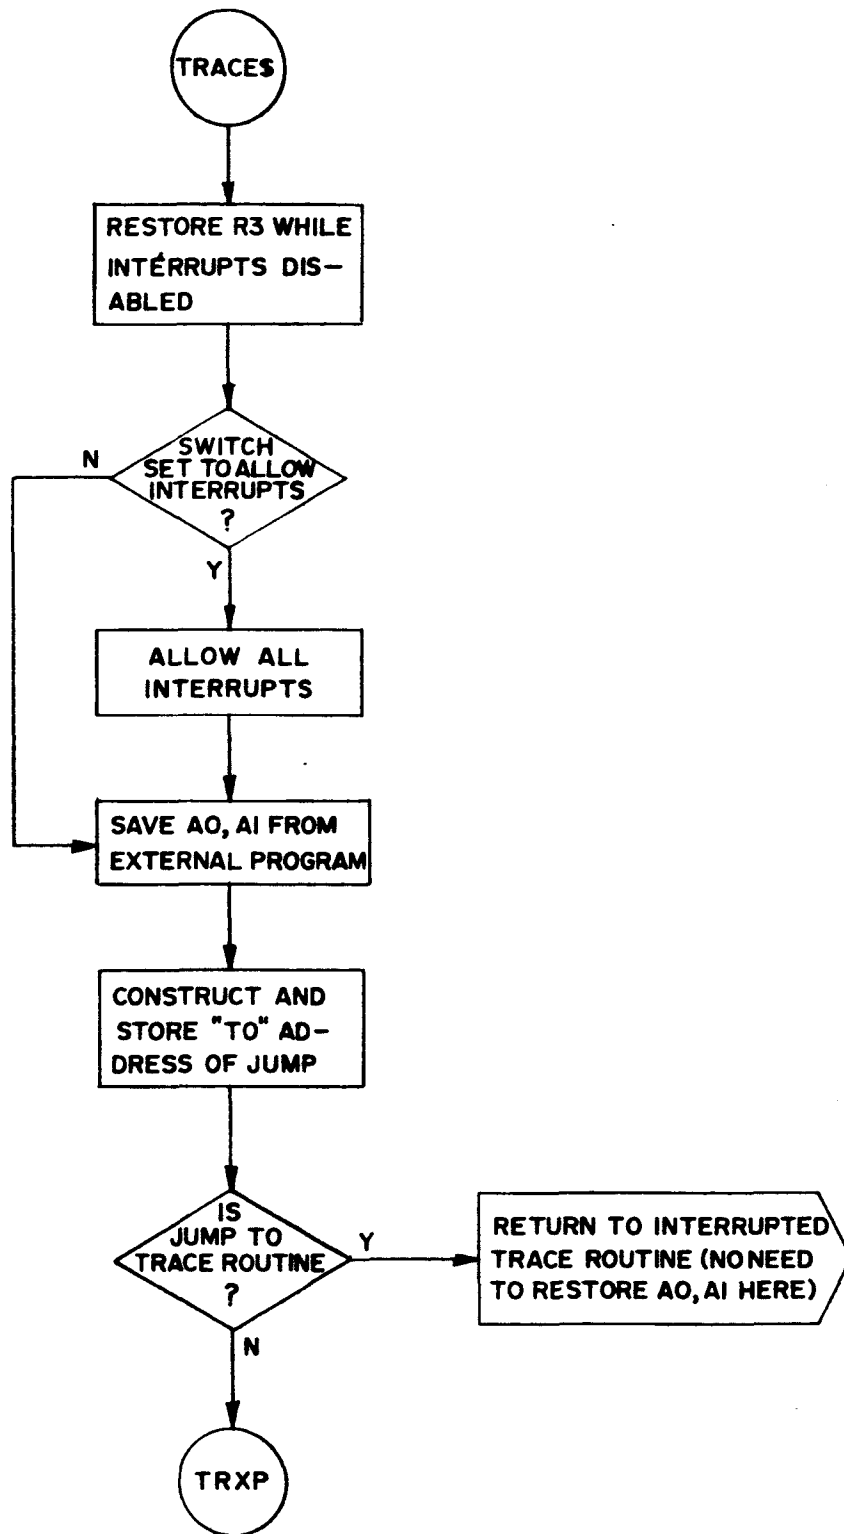 TRACE$
RESTORE R3 WHILE
INTERRUPTS DIS-
ABLED
SWITCH
SET TO ALLOW
INTERRUPTS
?
N
Y
ALLOW ALL
INTERRUPTS
SAVE AO, AI FROM
EXTERNAL PROGRAM
CONSTRUCT AND
STORE "TO" AD-
DRESS OF JUMP
IS
JUMP TO
TRACE ROUTINE
?
Y
RETURN TO INTERRUPTED
TRACE ROUTINE (NO NEED
TO RESTORE AO, AI HERE)
N
TRXP